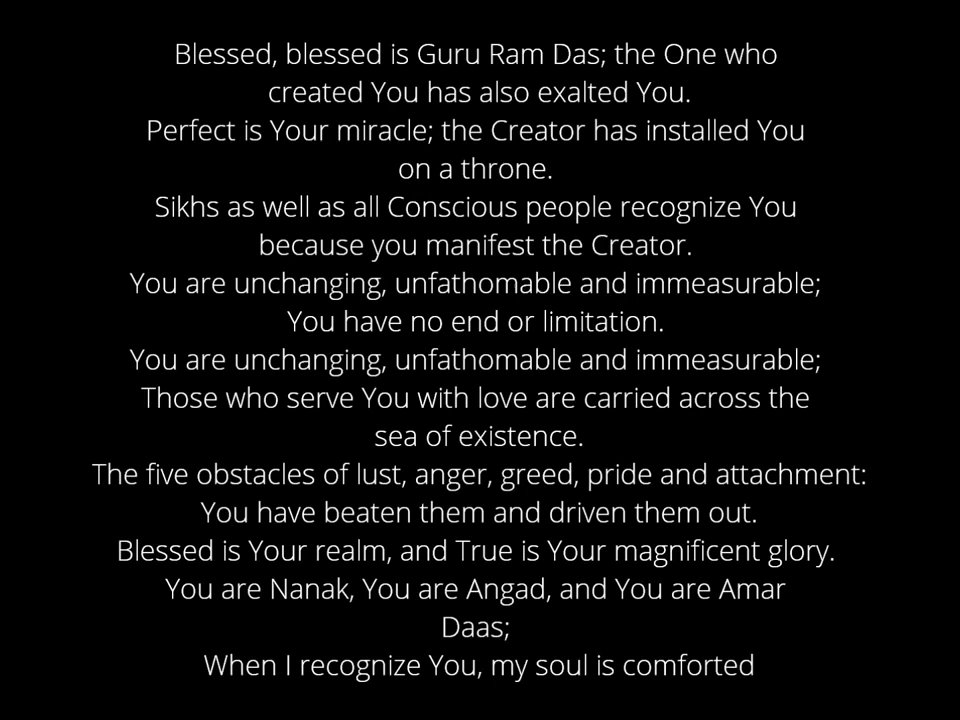 Blessed, blessed is Guru Ram Das; the One who
created You has also exalted You.
Perfect is Your miracle; the Creator has installed You
on a throne.
Sikhs as well as all Conscious people recognize You
because you manifest the Creator.
You are unchanging, unfathomable and immeasurable;
You have no end or limitation.
You are unchanging, unfathomable and immeasurable;
Those who serve You with love are carried across the
sea of existence.
The five obstacles of lust, anger, greed, pride and attachment:
You have beaten them and driven them out.
Blessed is Your realm, and True is Your magnificent glory.
You are Nanak, You are Angad, and You are Amar
Daas;
When I recognize You, my soul is comforted